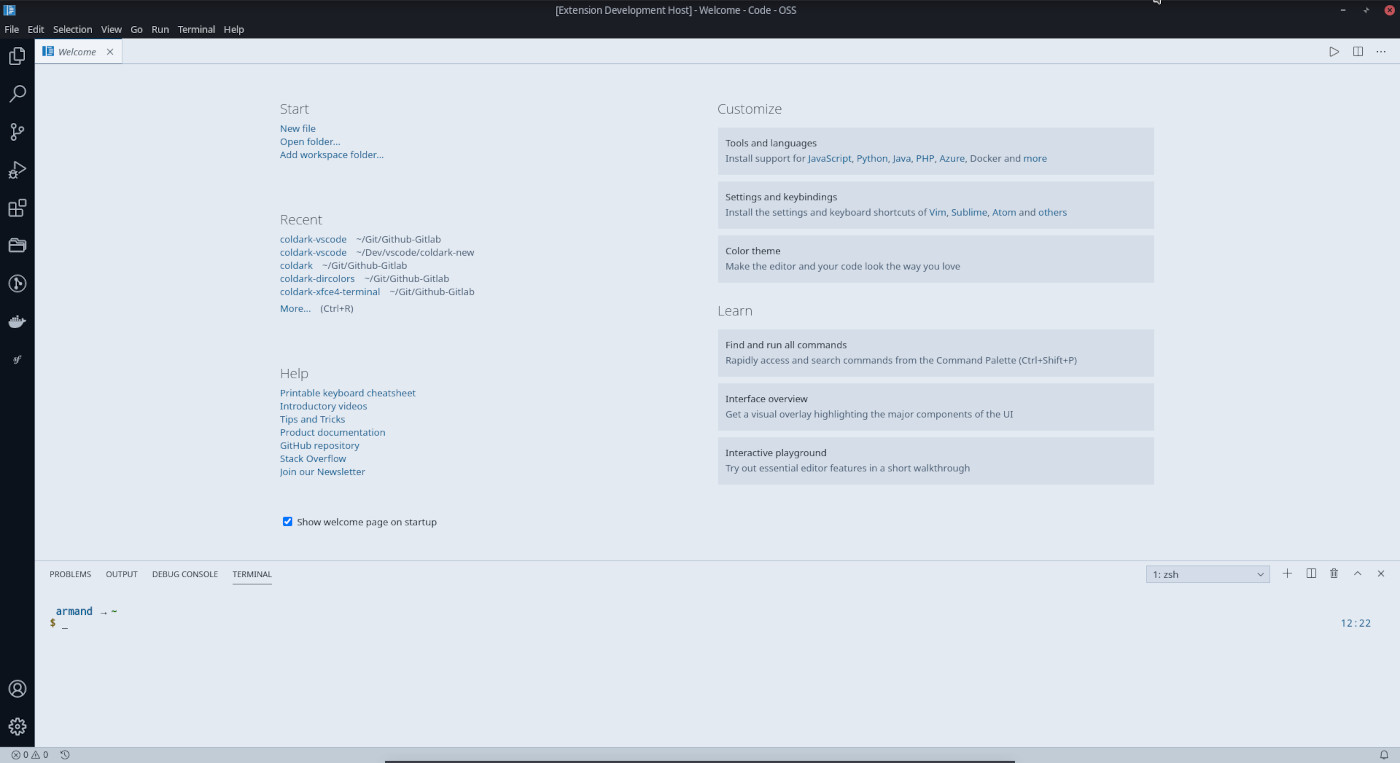 [Extension Development Host] - Welcome - Code - OSS
File Edit Selection View Go Run Terminal Help
Welcome
Start
New file
Open folder...
Add workspace folder...
Recent
coldark-vscode ~/Git/Github-Gitlab
coldark-vscode ~/Dev/vscode/coldark-new
coldark ~/Git/Github-Gitlab
coldark-dircolors ~/Git/Github-Gitlab
coldark-xfce4-terminal ~/Git/Github-Gitlab
More... (Ctrl+R)
Help
Printable keyboard cheatsheet
Introductory videos
Tips and Tricks
Product documentation
GitHub repository
Stack Overflow
Join our Newsletter
Show welcome page on startup
Customize
Tools and languages
Install support for JavaScript, Python, Java, PHP, Azure, Docker and more
Settings and keybindings
Install the settings and keyboard shortcuts of Vim, Sublime, Atom and others
Color theme
Make the editor and your code look the way you love
Learn
Find and run all commands
Rapidly access and search commands from the Command Palette (Ctrl+Shift+P)
Interface overview
Get a visual overlay highlighting the major components of the UI
Interactive playground
Try out essential editor features in a short walkthrough
PROBLEMS OUTPUT DEBUG CONSOLE TERMINAL
1: zsh
armand → ~
$ _
12:22
0 0